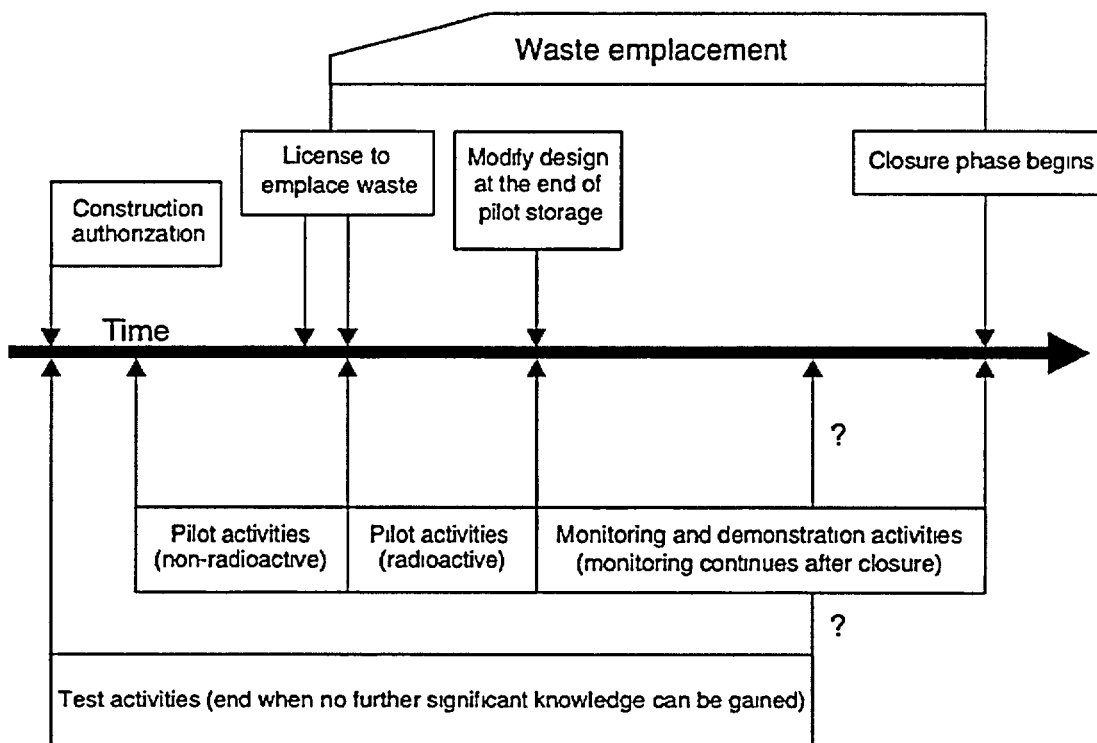 Waste emplacement
License to
emplace waste
Modify design
at the end of
pilot storage
Closure phase begins
Construction
authorization
Time
?
Pilot activities
(non-radioactive)
Pilot activities
(radioactive)
Monitoring and demonstration activities
(monitoring continues after closure)
?
Test activities (end when no further significant knowledge can be gained)